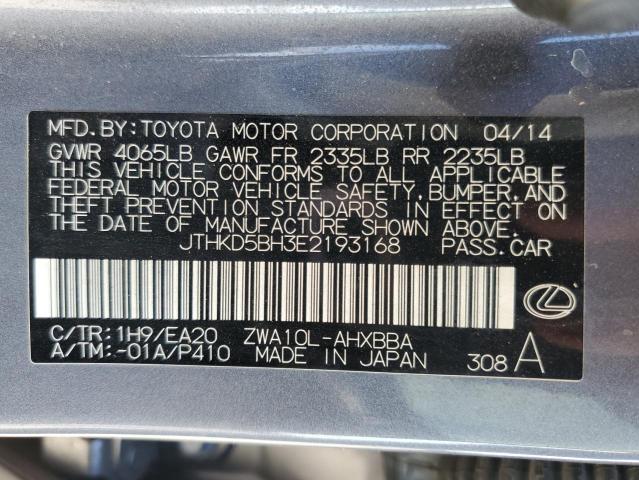 MFD.BY:TOYOTA MOTOR CORPORATION 04/14
GVWR 4065LB GAWR FR 2335LB RR 2235LB
THIS VEHICLE CONFORMS TO ALL APPLICABLE
FEDERAL MOTOR VEHICLE SAFETY,BUMPER,AND
THEFT PREVENTION STANDARDS IN EFFECT ON
THE DATE OF MANUFACTURE SHOWN ABOVE.
JTHKD5BH3E2193168 PASS.CAR
C/TR:1H9/EA20 ZWA10L-AHXBBA
A/TM:-01A/P410 MADE IN JAPAN 308 A